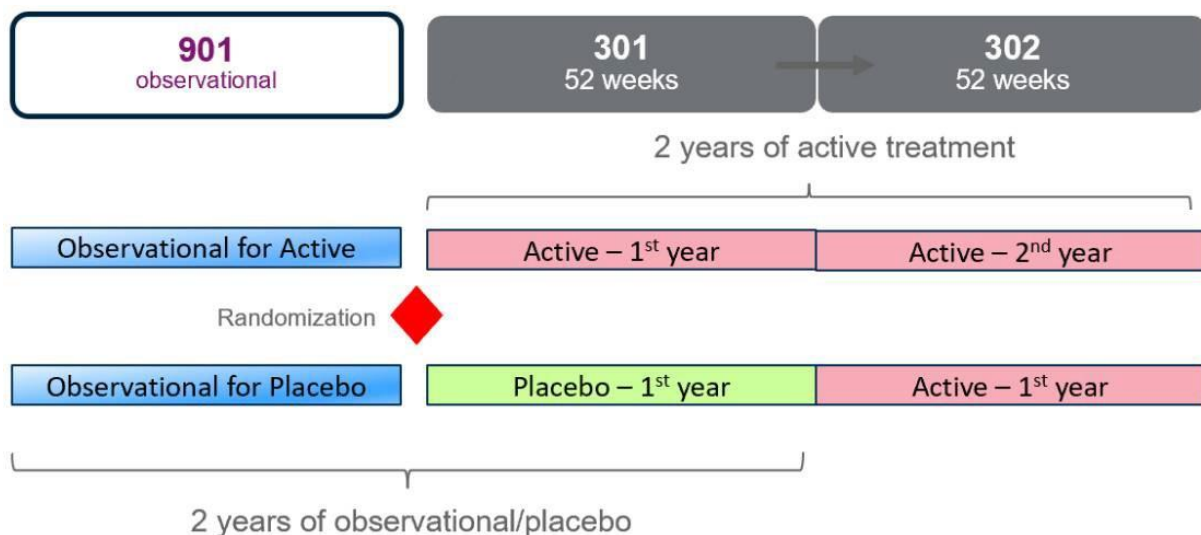 901
observational
301
52 weeks
302
52 weeks
2 years of active treatment
Observational for Active
Active – 1st year
Active – 2nd year
Randomization
Observational for Placebo
Placebo – 1st year
Active – 1st year
2 years of observational/placebo